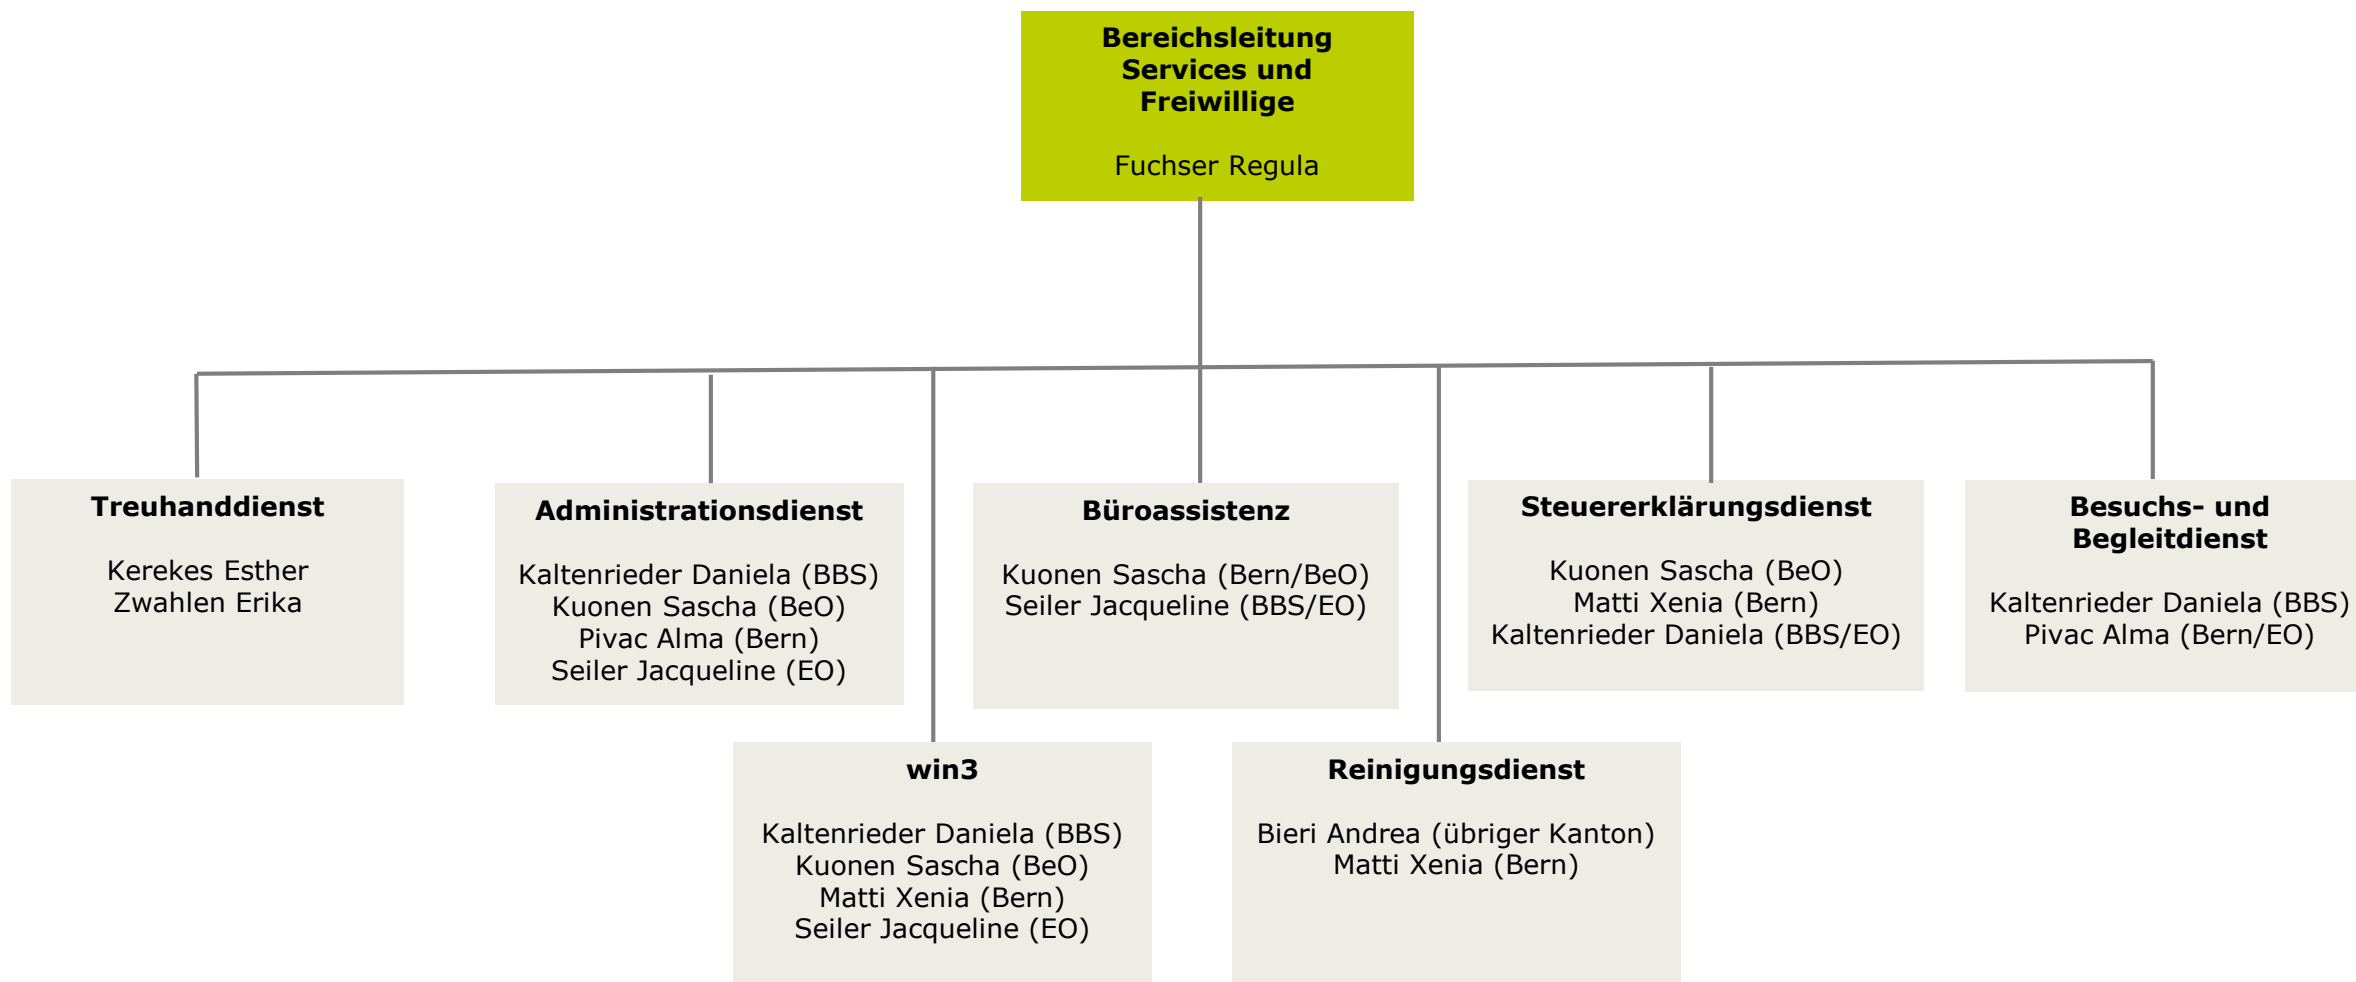 Bereichsleitung
Services und
Freiwillige
Fuchser Regula
Treuhanddienst
Kerekes Esther
Zwahlen Erika
Administrationsdienst
Kaltenrieder Daniela (BBS)
Kuonen Sascha (BeO)
Pivac Alma (Bern)
Seiler Jacqueline (EO)
Büroassistenz
Kuonen Sascha (Bern/BeO)
Seiler Jacqueline (BBS/EO)
Steuererklärungsdienst
Kuonen Sascha (BeO)
Matti Xenia (Bern)
Kaltenrieder Daniela (BBS/EO)
Besuchs- und
Begleitdienst
Kaltenrieder Daniela (BBS)
Pivac Alma (Bern/EO)
win3
Kaltenrieder Daniela (BBS)
Kuonen Sascha (BeO)
Matti Xenia (Bern)
Seiler Jacqueline (EO)
Reinigungsdienst
Bieri Andrea (übriger Kanton)
Matti Xenia (Bern)